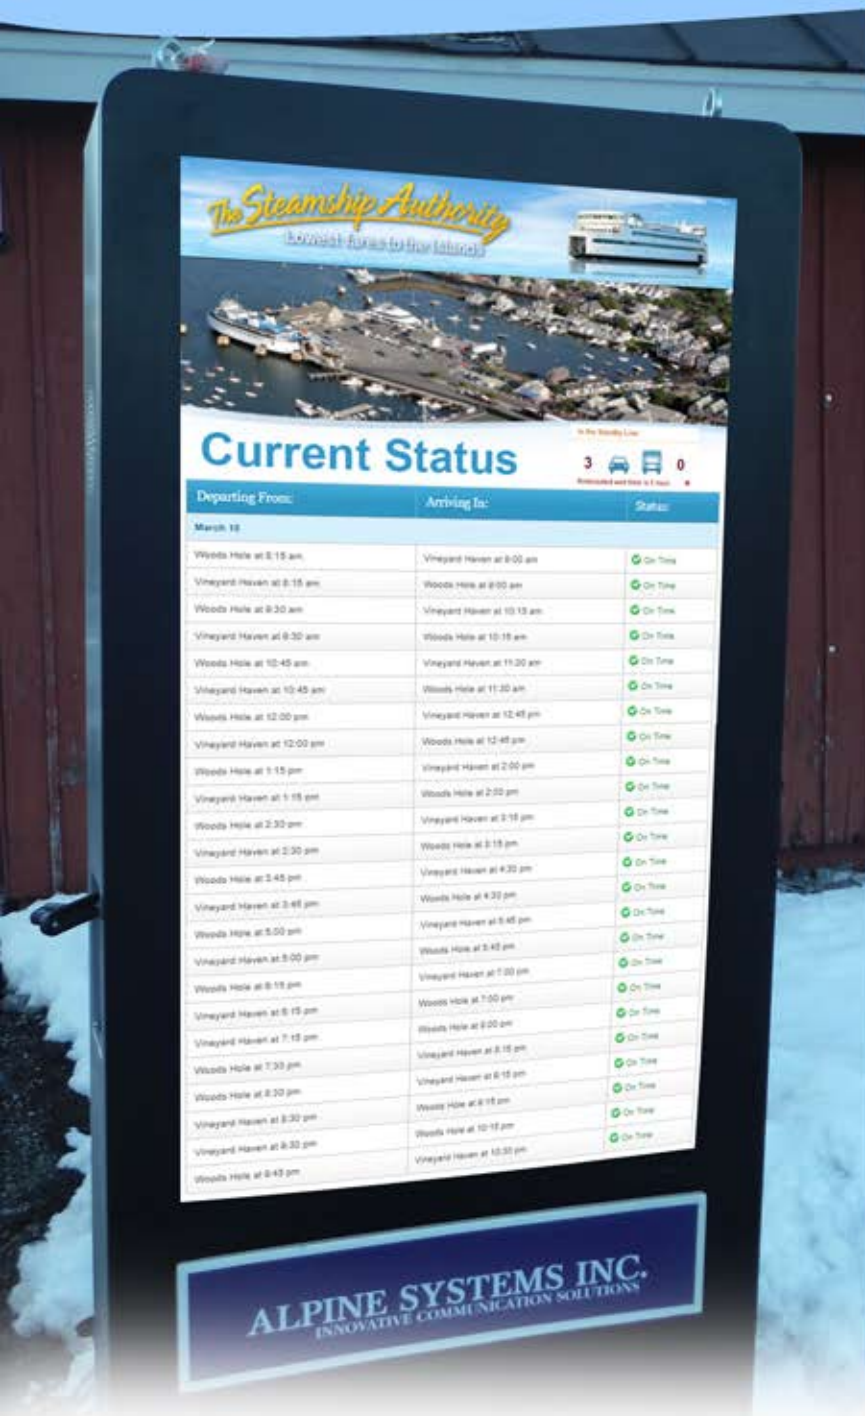 The Steamship Authority
Lowest fares to the Islands
Current Status
In the Standby Line
3 0
Departing From: Arriving In: Status:
March 10
Woods Hole at 8:15 am Vineyard Haven at 9:00 am On Time
Vineyard Haven at 8:15 am Woods Hole at 9:00 am On Time
Woods Hole at 9:30 am Vineyard Haven at 10:15 am On Time
Vineyard Haven at 9:30 am Woods Hole at 10:15 am On Time
Woods Hole at 10:45 am Vineyard Haven at 11:30 am On Time
Vineyard Haven at 10:45 am Woods Hole at 11:30 am On Time
Woods Hole at 12:00 pm Vineyard Haven at 12:45 pm On Time
Vineyard Haven at 12:00 pm Woods Hole at 12:45 pm On Time
Woods Hole at 1:15 pm Vineyard Haven at 2:00 pm On Time
Vineyard Haven at 1:15 pm Woods Hole at 2:00 pm On Time
Woods Hole at 2:30 pm Vineyard Haven at 3:15 pm On Time
Vineyard Haven at 2:30 pm Woods Hole at 3:15 pm On Time
Woods Hole at 3:45 pm Vineyard Haven at 4:30 pm On Time
Vineyard Haven at 3:45 pm Woods Hole at 4:30 pm On Time
Woods Hole at 5:00 pm Vineyard Haven at 5:45 pm On Time
Vineyard Haven at 5:00 pm Woods Hole at 5:45 pm On Time
Woods Hole at 6:15 pm Vineyard Haven at 7:00 pm On Time
Vineyard Haven at 6:15 pm Woods Hole at 7:00 pm On Time
Vineyard Haven at 7:15 pm Woods Hole at 8:00 pm On Time
Woods Hole at 7:30 pm Vineyard Haven at 8:15 pm On Time
Woods Hole at 8:30 pm Vineyard Haven at 9:15 pm On Time
Vineyard Haven at 8:30 pm Woods Hole at 9:15 pm On Time
Vineyard Haven at 9:30 pm Woods Hole at 10:15 pm On Time
Woods Hole at 9:45 pm Vineyard Haven at 10:30 pm On Time
ALPINE SYSTEMS INC.
INNOVATIVE COMMUNICATION SOLUTIONS